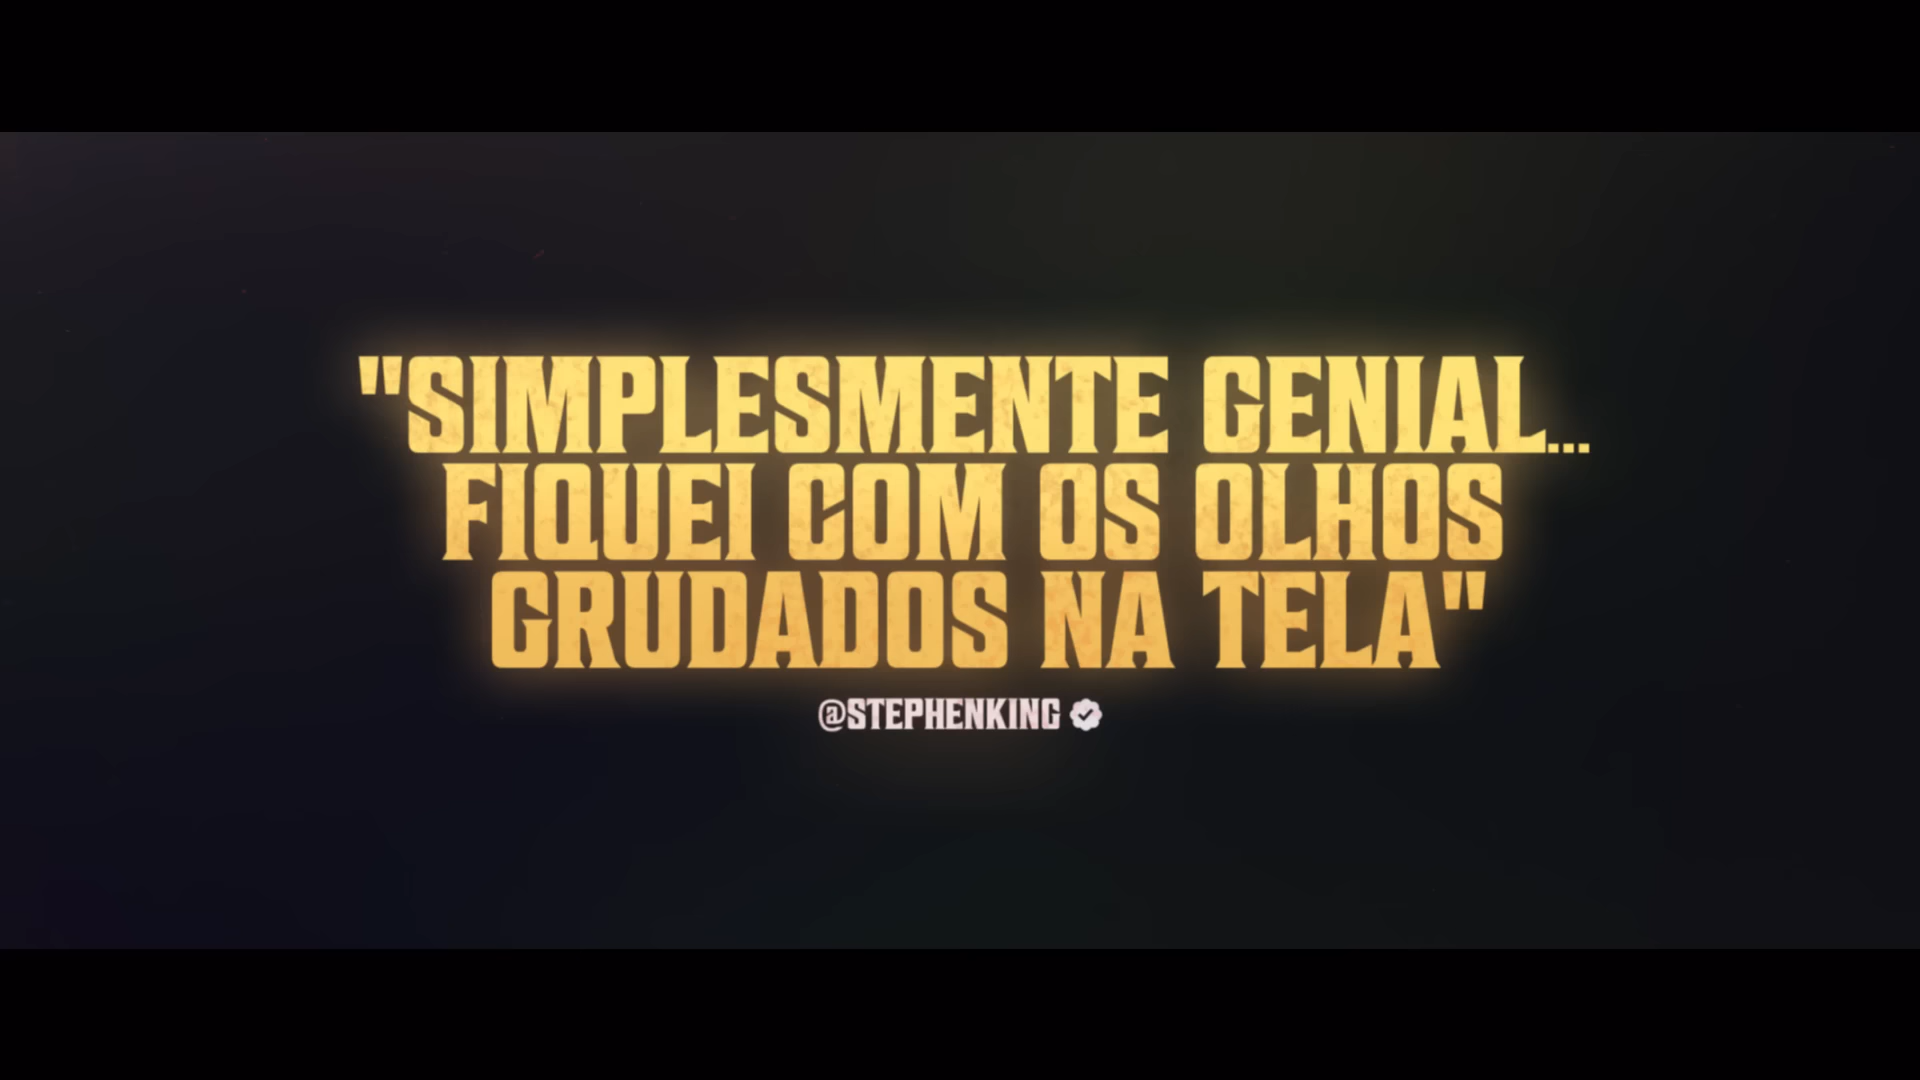 "SIMPLESMENTE GENIAL...
FIQUEI COM OS OLHOS
GRUDADOS NA TELA"
@STEPHENKING